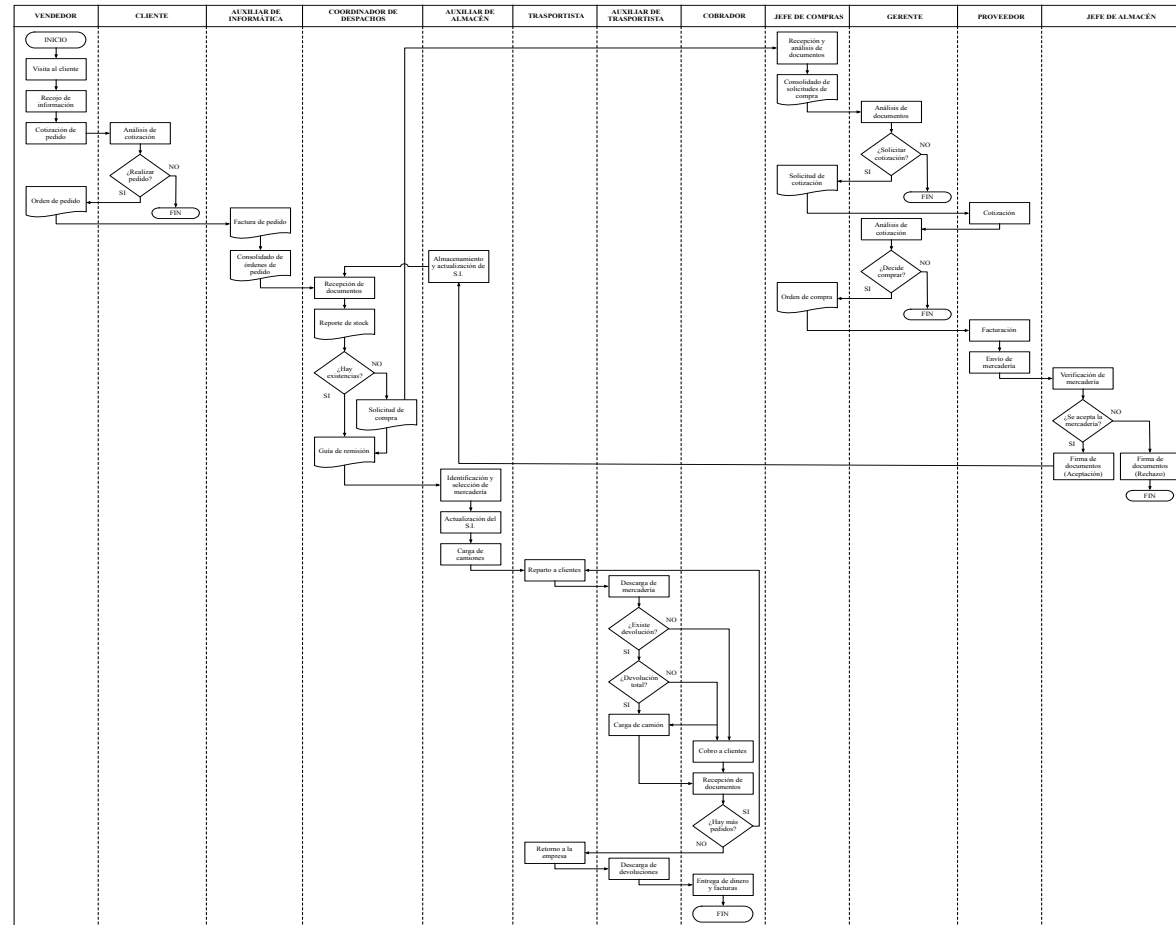 VENDEDOR
CLIENTE
AUXILIAR DE
INFORMÁTICA
COORDINADOR DE
DESPACHOS
AUXILIAR DE
ALMACÉN
TRASPORTISTA
AUXILIAR DE
TRASPORTISTA
COBRADOR
JEFE DE COMPRAS
GERENTE
PROVEEDOR
JEFE DE ALMACÉN
INICIO
Visita al cliente
Recojo de
información
Cotización de
pedido
Análisis de
cotización
¿Realizar
pedido?
NO
SI
FIN
Orden de pedido
Factura de pedido
Consolidado de
órdenes de
pedido
Recepción de
documentos
Reporte de stock
¿Hay
existencias?
NO
SI
Solicitud de
compra
Guía de remisión
Almacenamiento
y actualización de
S.I.
Identificación y
selección de
mercadería
Actualización del
S.I.
Carga de
camiones
Reparto a clientes
Descarga de
mercadería
¿Existe
devolución?
NO
SI
¿Devolución
total?
NO
SI
Carga de camión
Cobro a clientes
Recepción de
documentos
¿Hay más
pedidos?
SI
NO
Retorno a la
empresa
Descarga de
devoluciones
Entrega de dinero
y facturas
FIN
Recepción y
análisis de
documentos
Consolidado de
solicitudes de
compra
Análisis de
documentos
¿Solicitar
cotización?
NO
SI
FIN
Solicitud de
cotización
Cotización
Análisis de
cotización
¿Decide
comprar?
NO
SI
FIN
Orden de compra
Facturación
Envío de
mercadería
Verificación de
mercadería
¿Se acepta la
mercadería?
NO
SI
Firma de
documentos
(Aceptación)
Firma de
documentos
(Rechazo)
FIN